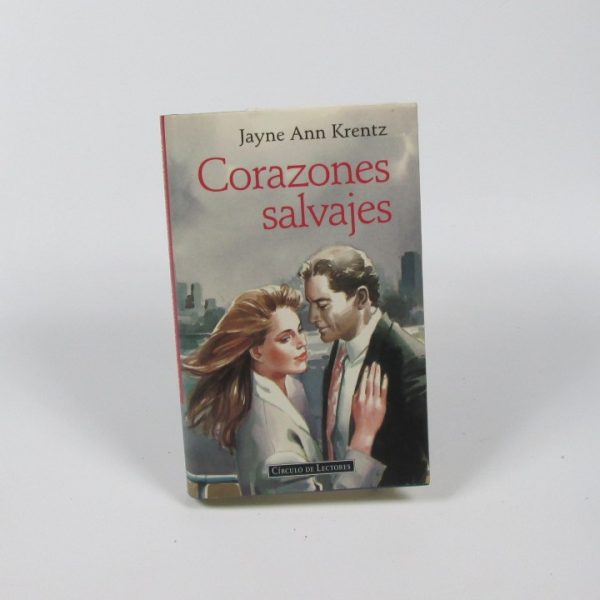 Jayne Ann Krentz
Corazones
salvajes
CÍRCULO DE LECTORES